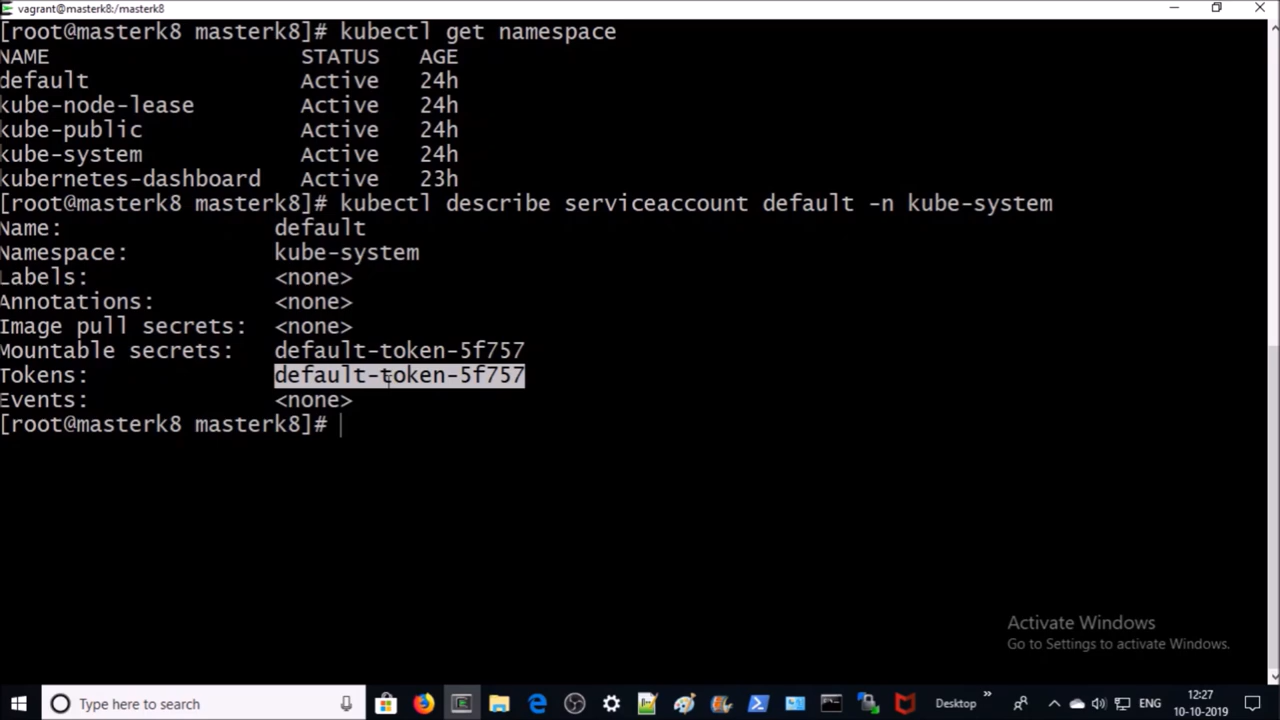 vagrant@masterk8:/masterk8
[root@masterk8 masterk8]# kubectl get namespace
NAME STATUS AGE
default Active 24h
kube-node-lease Active 24h
kube-public Active 24h
kube-system Active 24h
kubernetes-dashboard Active 23h
[root@masterk8 masterk8]# kubectl describe serviceaccount default -n kube-system
Name: default
Namespace: kube-system
Labels: <none>
Annotations: <none>
Image pull secrets: <none>
Mountable secrets: default-token-5f757
Tokens: default-token-5f757
Events: <none>
[root@masterk8 masterk8]#
Activate Windows
Go to Settings to activate Windows.
Type here to search
Desktop
»
ENG
12:27
10-10-2019